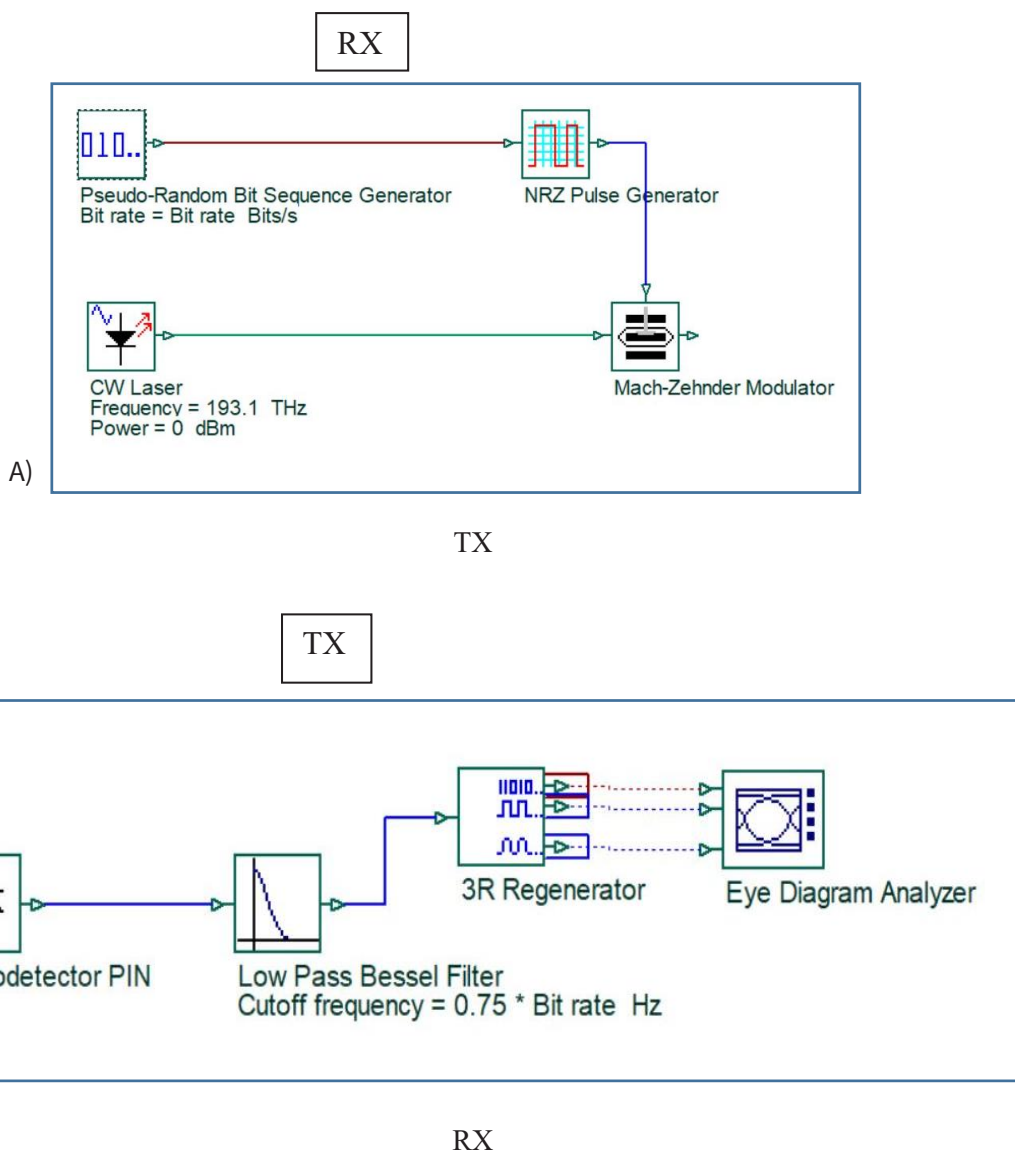 RX
010..
Pseudo-Random Bit Sequence Generator
Bit rate = Bit rate Bits/s
NRZ Pulse Generator
CW Laser
Frequency = 193.1 THz
Power = 0 dBm
Mach-Zehnder Modulator
A)
TX
TX
11010..
3R Regenerator
Eye Diagram Analyzer
odetector PIN
Low Pass Bessel Filter
Cutoff frequency = 0.75 * Bit rate Hz
RX